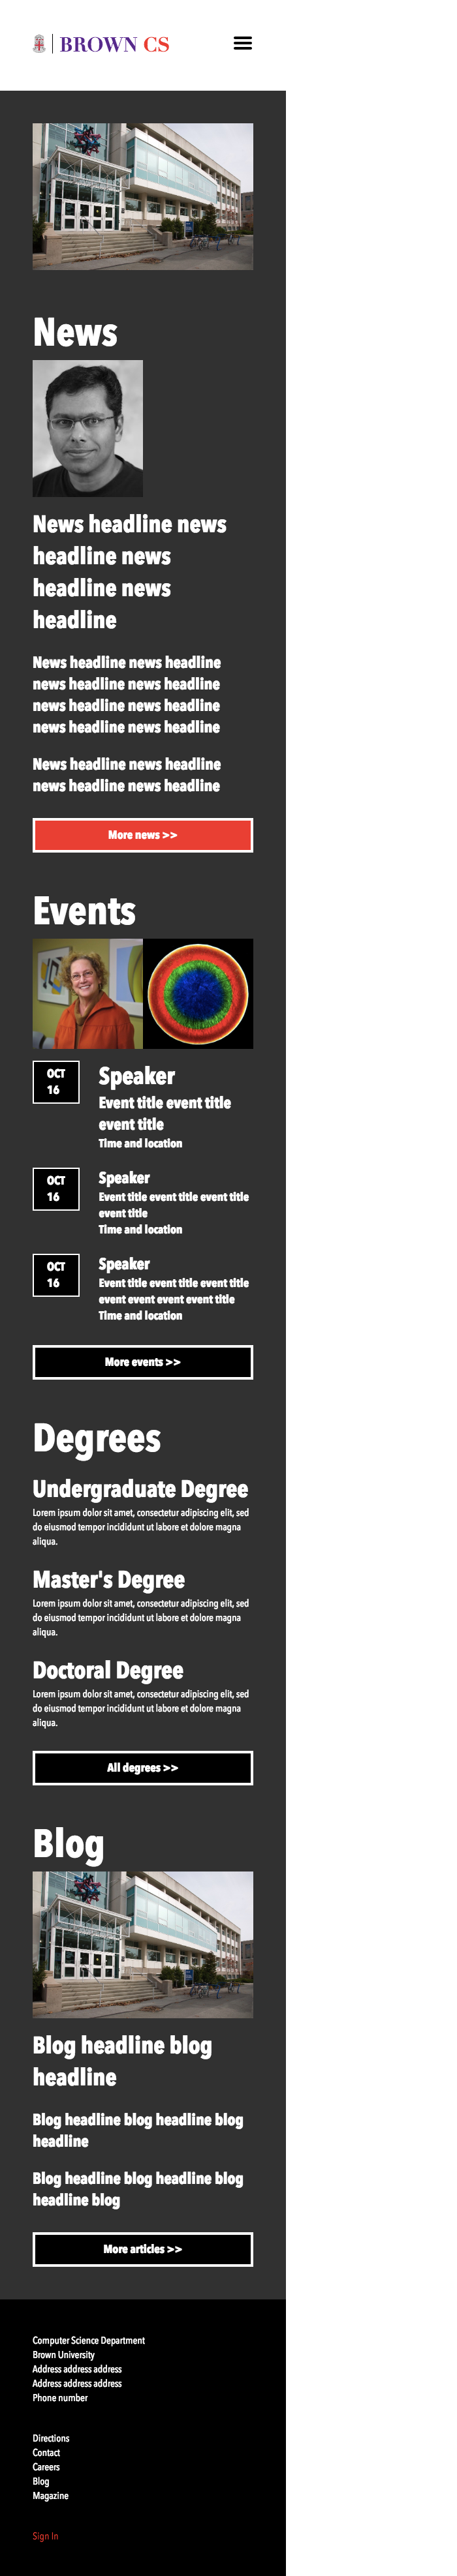 BROWN CS
News
News headline news
headline news
headline news
headline
News headline news headline
news headline news headline
news headline news headline
news headline news headline
News headline news headline
news headline news headline
More news >>
Events
OCT
16
Speaker
Event title event title
event title
Time and location
OCT
16
Speaker
Event title event title event title
event title
Time and location
OCT
16
Speaker
Event title event title event title
event event event event title
Time and location
More events >>
Degrees
Undergraduate Degree
Lorem ipsum dolor sit amet, consectetur adipiscing elit, sed
do eiusmod tempor incididunt ut labore et dolore magna
aliqua.
Master's Degree
Lorem ipsum dolor sit amet, consectetur adipiscing elit, sed
do eiusmod tempor incididunt ut labore et dolore magna
aliqua.
Doctoral Degree
Lorem ipsum dolor sit amet, consectetur adipiscing elit, sed
do eiusmod tempor incididunt ut labore et dolore magna
aliqua.
All degrees >>
Blog
Blog headline blog
headline
Blog headline blog headline blog
headline
Blog headline blog headline blog
headline blog
More articles >>
Computer Science Department
Brown University
Address address address
Address address address
Phone number
Directions
Contact
Careers
Blog
Magazine
Sign In